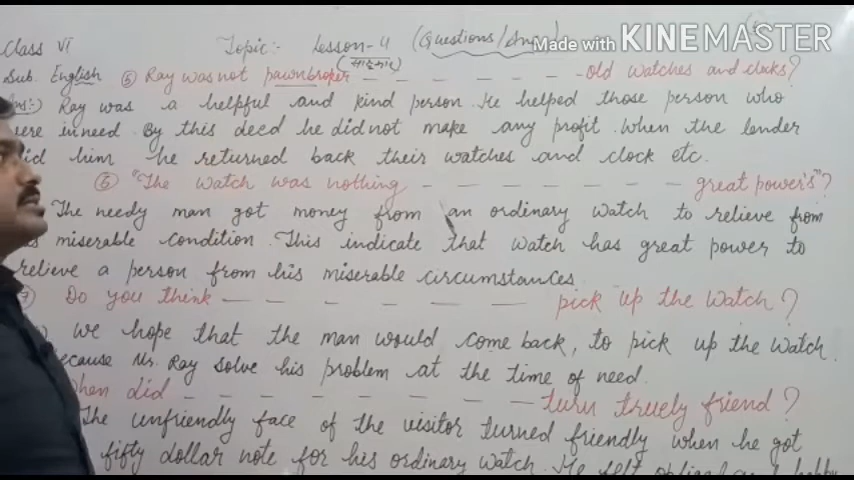 Class VI Topic:- Lesson-4 (Questions/Ans)
Made with KINEMASTER
Sub. English (साहूकार)
⑤ Ray was not pawnbroper - - - - - - - old watches and clocks?
Ans:- Ray was a helpful and kind person. He helped those person who
were in need. By this deed he did not make any profit. When the lender
him he returned back their watches and clock etc.
⑥ "The watch was nothing - - - - - - - great power's"?
The needy man got money from an ordinary watch to relieve from
miserable condition. This indicate that watch has great power to
relieve a person from his miserable circumstances.
⑦ Do you think - - - - - - - pick up the watch?
we hope that the man would come back, to pick up the watch.
because Mr. Ray solve his problem at the time of need.
When did - - - - - - - - - turn truely friend?
The unfriendly face of the visitor turned friendly when he got
fifty dollar note for his ordinary watch. He felt